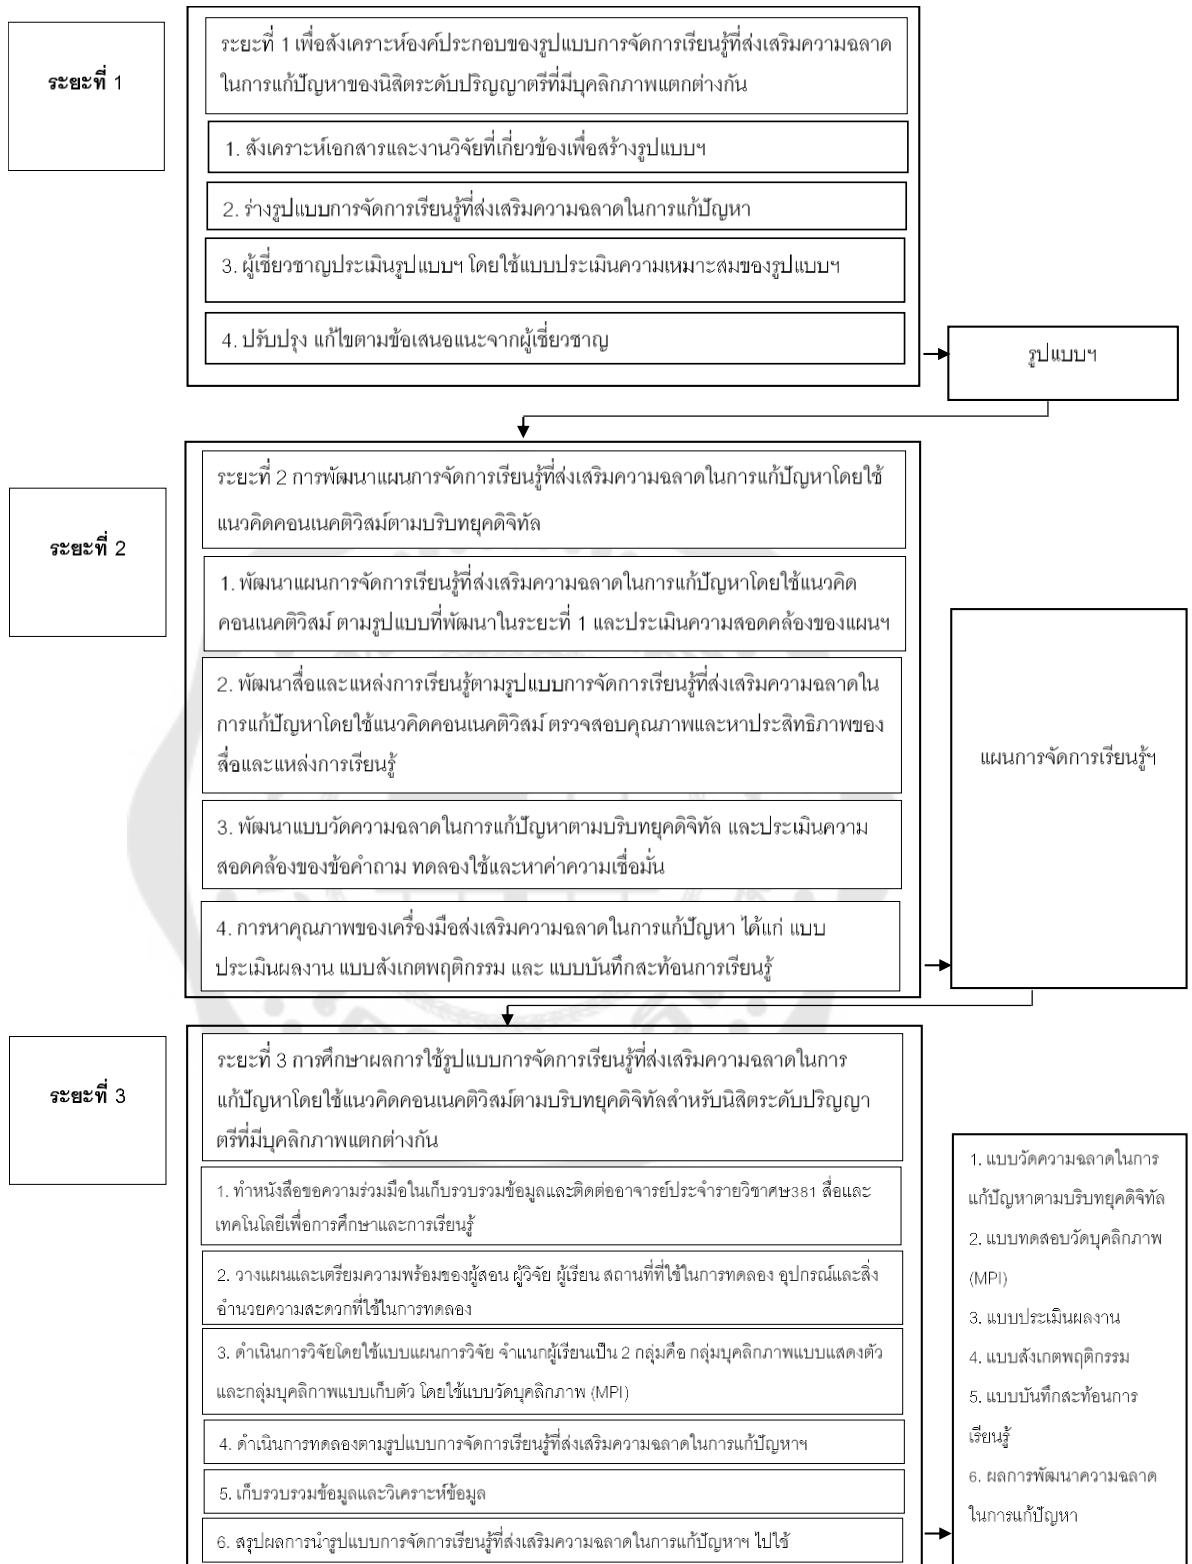 ระยะที่ 1
ระยะที่ 1 เพื่อสังเคราะห์องค์ประกอบของรูปแบบการจัดการเรียนรู้ที่ส่งเสริมความฉลาด
ในการแก้ปัญหาของนิสิตระดับปริญญาตรีที่มีบุคลิกภาพแตกต่างกัน
1. สังเคราะห์เอกสารและงานวิจัยที่เกี่ยวข้องเพื่อสร้างรูปแบบฯ
2. ร่างรูปแบบการจัดการเรียนรู้ที่ส่งเสริมความฉลาดในการแก้ปัญหา
3. ผู้เชี่ยวชาญประเมินรูปแบบฯ โดยใช้แบบประเมินความเหมาะสมของรูปแบบฯ
4. ปรับปรุง แก้ไขตามข้อเสนอแนะจากผู้เชี่ยวชาญ
รูปแบบฯ
ระยะที่ 2
ระยะที่ 2 การพัฒนาแผนการจัดการเรียนรู้ที่ส่งเสริมความฉลาดในการแก้ปัญหาโดยใช้
แนวคิดคอนเนคติวิสม์ตามบริบทยุคดิจิทัล
1. พัฒนาแผนการจัดการเรียนรู้ที่ส่งเสริมความฉลาดในการแก้ปัญหาโดยใช้แนวคิด
คอนเนคติวิสม์ ตามรูปแบบที่พัฒนาในระยะที่ 1 และประเมินความสอดคล้องของแผนฯ
2. พัฒนาสื่อและแหล่งการเรียนรู้ตามรูปแบบการจัดการเรียนรู้ที่ส่งเสริมความฉลาดใน
การแก้ปัญหาโดยใช้แนวคิดคอนเนคติวิสม์ ตรวจสอบคุณภาพและหาประสิทธิภาพของ
สื่อและแหล่งการเรียนรู้
3. พัฒนาแบบวัดความฉลาดในการแก้ปัญหาตามบริบทยุคดิจิทัล และประเมินความ
สอดคล้องของข้อคำถาม ทดลองใช้และหาค่าความเชื่อมั่น
4. การหาคุณภาพของเครื่องมือส่งเสริมความฉลาดในการแก้ปัญหา ได้แก่ แบบ
ประเมินผลงาน แบบสังเกตพฤติกรรม และ แบบบันทึกสะท้อนการเรียนรู้
แผนการจัดการเรียนรู้ฯ
ระยะที่ 3
ระยะที่ 3 การศึกษาผลการใช้รูปแบบการจัดการเรียนรู้ที่ส่งเสริมความฉลาดในการ
แก้ปัญหาโดยใช้แนวคิดคอนเนคติวิสม์ตามบริบทยุคดิจิทัลสำหรับนิสิตระดับปริญญา
ตรีที่มีบุคลิกภาพแตกต่างกัน
1. ทำหนังสือขอความร่วมมือในเก็บรวบรวมข้อมูลและติดต่ออาจารย์ประจำรายวิชาศษ381 สื่อและ
เทคโนโลยีเพื่อการศึกษาและการเรียนรู้
2. วางแผนและเตรียมความพร้อมของผู้สอน ผู้วิจัย ผู้เรียน สถานที่ที่ใช้ในการทดลอง อุปกรณ์และสิ่ง
อำนวยความสะดวกที่ใช้ในการทดลอง
3. ดำเนินการวิจัยโดยใช้แบบแผนการวิจัย จำแนกผู้เรียนเป็น 2 กลุ่มคือ กลุ่มบุคลิกภาพแบบแสดงตัว
และกลุ่มบุคลิกาพแบบเก็บตัว โดยใช้แบบวัดบุคลิกภาพ (MPI)
4. ดำเนินการทดลองตามรูปแบบการจัดการเรียนรู้ที่ส่งเสริมความฉลาดในการแก้ปัญหาฯ
5. เก็บรวบรวมข้อมูลและวิเคราะห์ข้อมูล
6. สรุปผลการนำรูปแบบการจัดการเรียนรู้ที่ส่งเสริมความฉลาดในการแก้ปัญหาฯ ไปใช้
1. แบบวัดความฉลาดในการ
แก้ปัญหาตามบริบทยุคดิจิทัล
2. แบบทดสอบวัดบุคลิกภาพ
(MPI)
3. แบบประเมินผลงาน
4. แบบสังเกตพฤติกรรม
5. แบบบันทึกสะท้อนการ
เรียนรู้
6. ผลการพัฒนาความฉลาด
ในการแก้ปัญหา